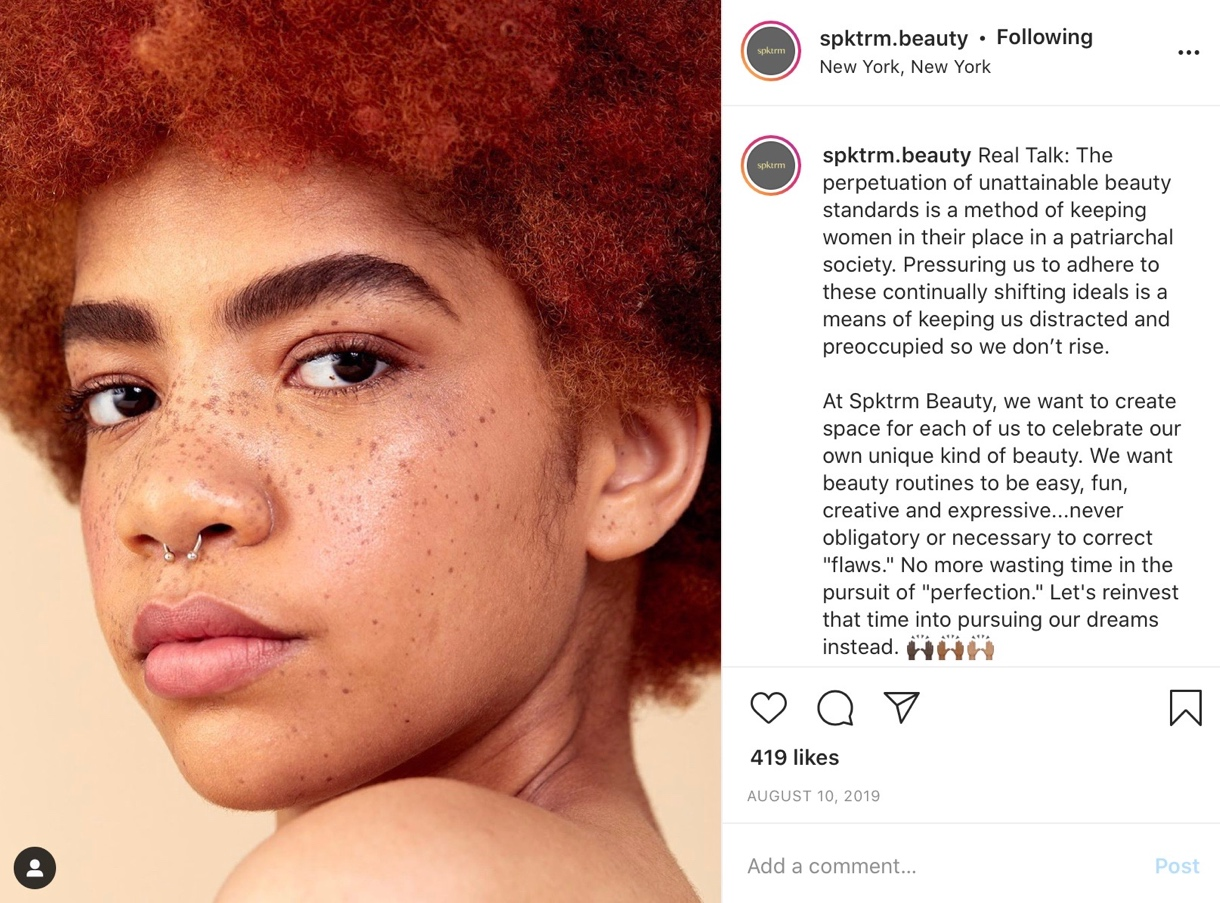 spktrm
spktrm.beauty • Following
New York, New York
spktrm
spktrm.beauty Real Talk: The
perpetuation of unattainable beauty
standards is a method of keeping
women in their place in a patriarchal
society. Pressuring us to adhere to
these continually shifting ideals is a
means of keeping us distracted and
preoccupied so we don’t rise.
At Spktrm Beauty, we want to create
space for each of us to celebrate our
own unique kind of beauty. We want
beauty routines to be easy, fun,
creative and expressive...never
obligatory or necessary to correct
"flaws." No more wasting time in the
pursuit of "perfection." Let's reinvest
that time into pursuing our dreams
instead. 🙌🏿🙌🏾🙌🏽
419 likes
AUGUST 10, 2019
Add a comment...
Post